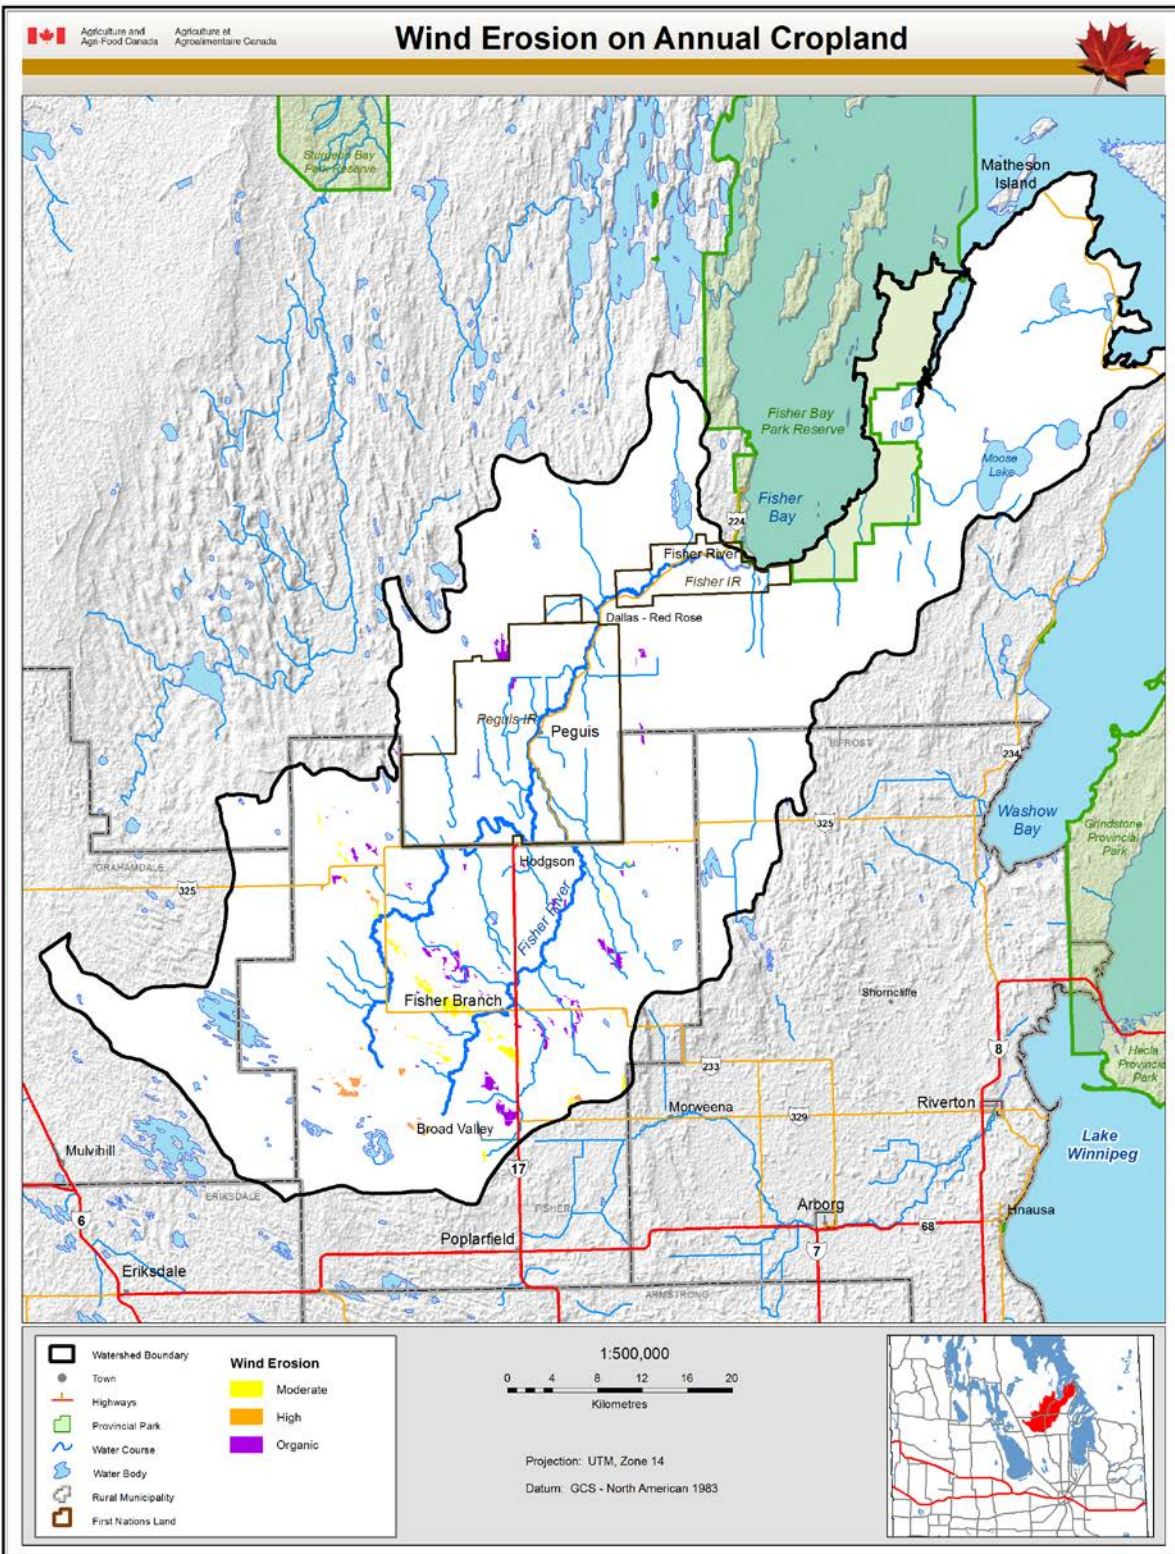 Agriculture and
Agri-Food Canada
Agriculture et
Agroalimentaire Canada
Wind Erosion on Annual Cropland
Sturgeon Bay
Park Reserve
Matheson
Island
Fisher Bay
Park Reserve
Moose
Lake
Fisher
Bay
224
Fisher River
Fisher IR
Dallas - Red Rose
Peguis IR
Peguis
BIFROST
234
Washow
Bay
325
Grindstone
Provincial
Park
GRAHAMDALE
325
Hodgson
Fisher River
Fisher Branch
Shorncliffe
8
Hecla
Provincial
Park
233
Morweena
329
Riverton
Broad Valley
Lake
Winnipeg
Mulvihill
17
ERIKSDALE
FISHER
Arborg
Hnausa
6
68
Poplarfield
7
Eriksdale
ARMSTRONG
Watershed Boundary
Town
Highways
Provincial Park
Water Course
Water Body
Rural Municipality
First Nations Land
Wind Erosion
Moderate
High
Organic
1:500,000
0 4 8 12 16 20
Kilometres
Projection: UTM, Zone 14
Datum: GCS - North American 1983